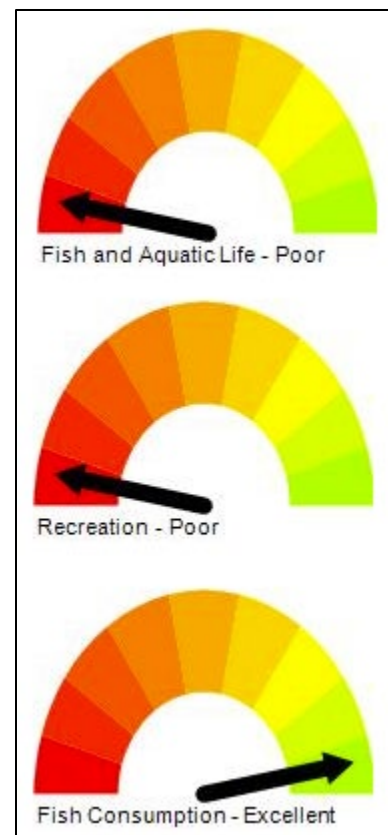 Fish and Aquatic Life - Poor
Recreation - Poor
Fish Consumption - Excellent